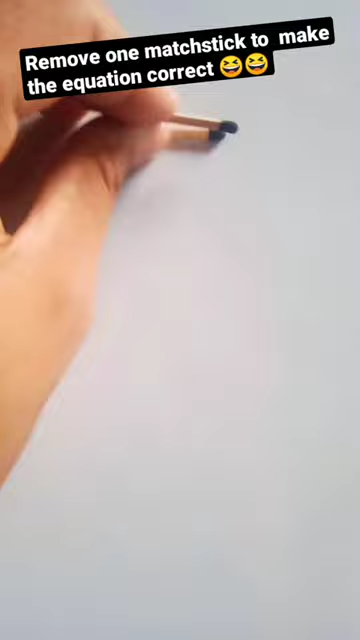 Remove one matchstick to make
the equation correct 😆😆